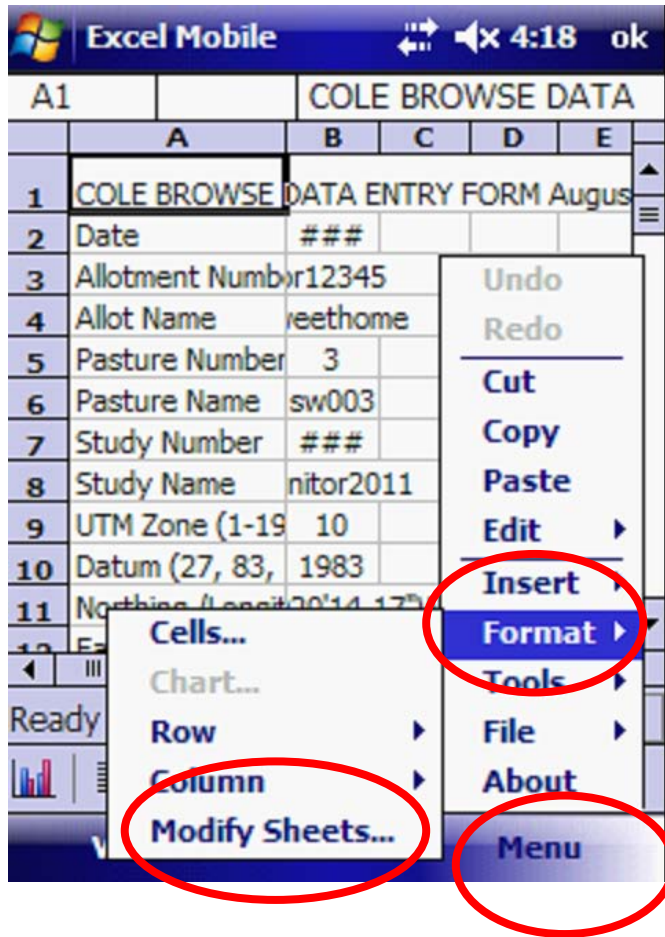 Excel Mobile 4:18 ok
A1 COLE BROWSE DATA
A B C D E
1 COLE BROWSE DATA ENTRY FORM Augus
2 Date ###
3 Allotment Numb r12345
4 Allot Name eethome
5 Pasture Number 3
6 Pasture Name sw003
7 Study Number ###
8 Study Name nitor2011
9 UTM Zone (1-19 10
10 Datum (27, 83, 1983
11
12
Ready
Undo
Redo
Cut
Copy
Paste
Edit
Insert
Format
Tools
File
About
Cells...
Chart...
Row
Column
Modify Sheets...
Menu